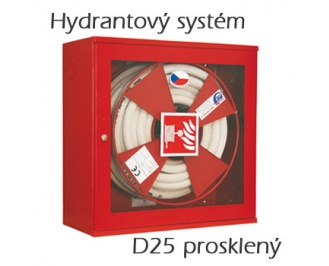 Hydrantový systém
D25 prosklený